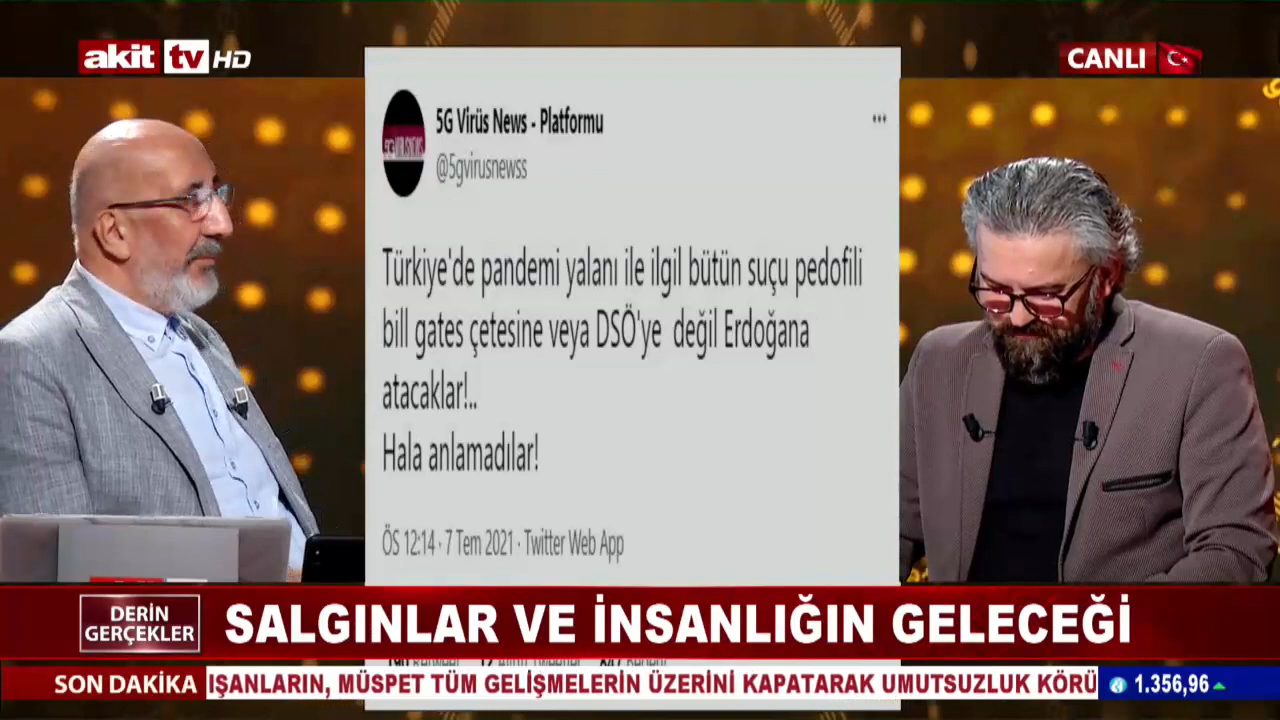 akit tv HD
CANLI
5G Virüs News - Platformu
@5gvirusnewss
Türkiye'de pandemi yalanı ile ilgil bütün suçu pedofili
bill gates çetesine veya DSÖ'ye değil Erdoğana
atacaklar!..
Hala anlamadılar!
ÖS 12:14 · 7 Tem 2021 · Twitter Web App
DERİN
GERÇEKLER
SALGINLAR VE İNSANLIĞIN GELECEĞİ
SON DAKİKA IŞANLARIN, MÜSPET TÜM GELİŞMELERİN ÜZERİNİ KAPATARAK UMUTSUZLUK KÖRÜ 1.356,96